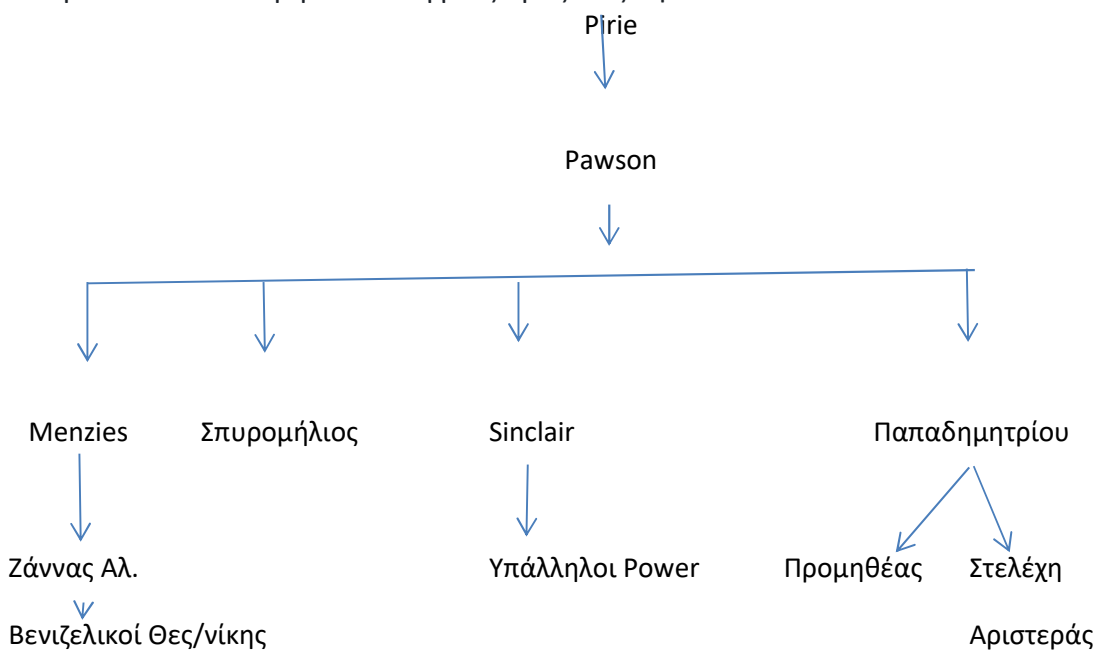 Pirie
Pawson
Menzies Σπυρομήλιος Sinclair Παπαδημητρίου
Ζάννας Αλ. Υπάλληλοι Power Προμηθέας Στελέχη
Βενιζελικοί Θες/νίκης Αριστεράς